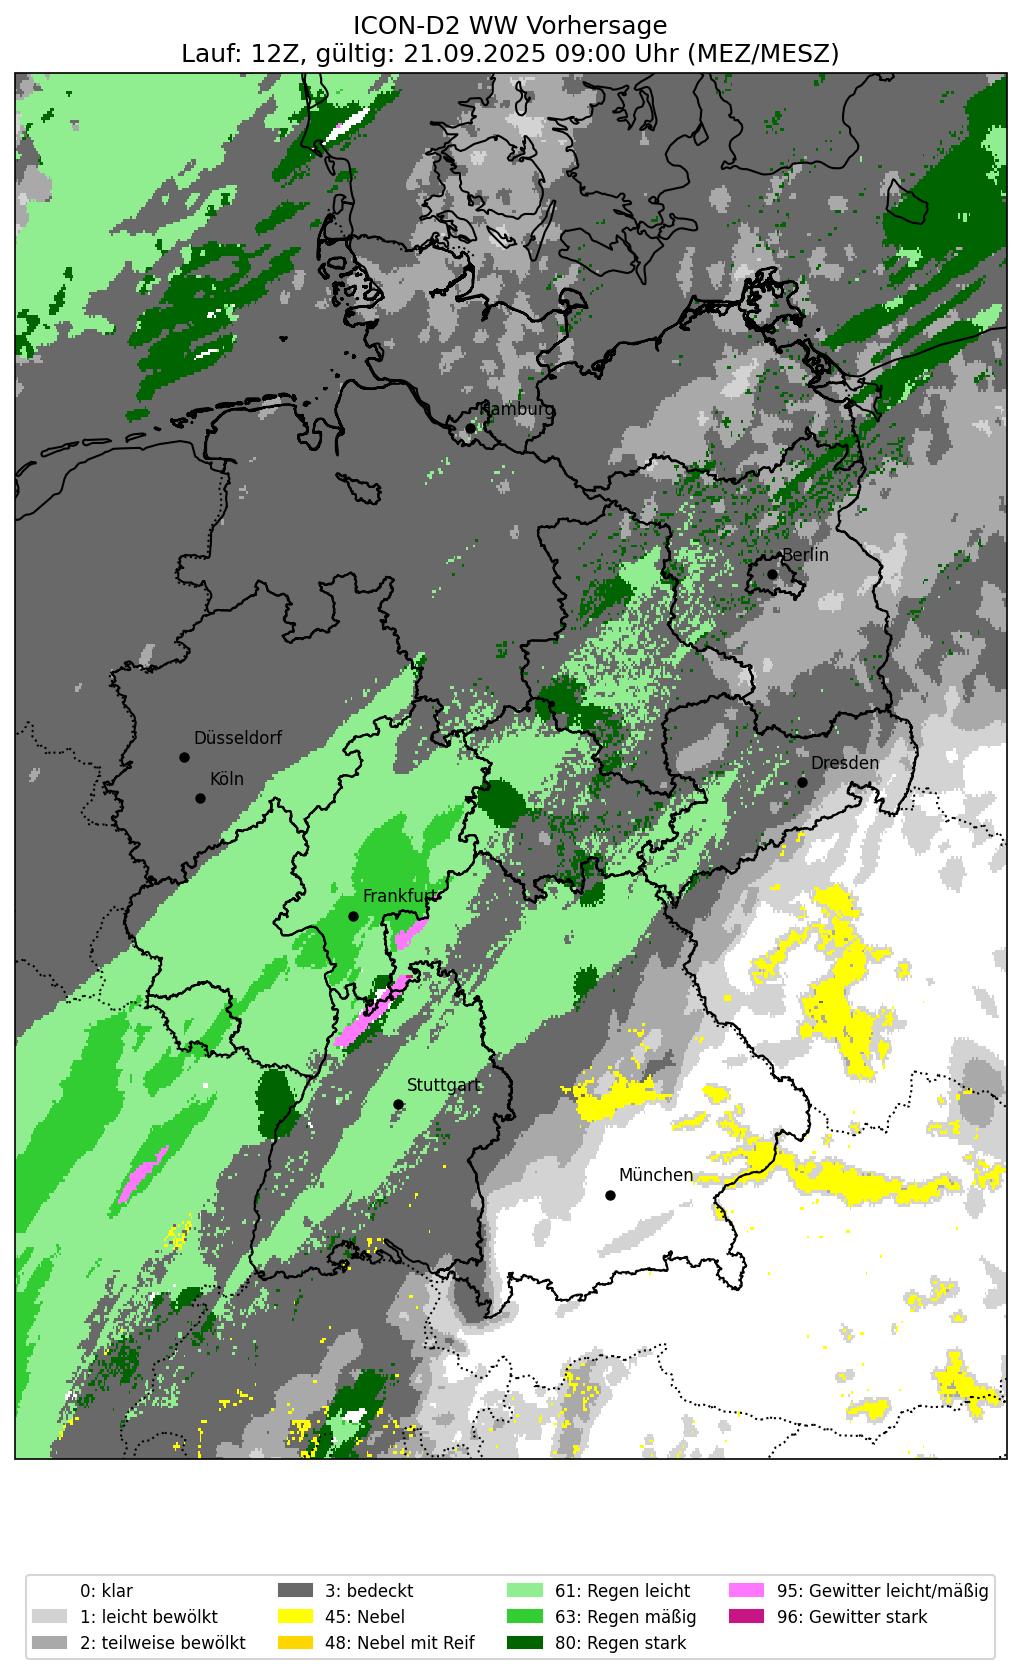 ICON-D2 WW Vorhersage
Lauf: 12Z, gültig: 21.09.2025 09:00 Uhr (MEZ/MESZ)
Hamburg
Berlin
Düsseldorf
Dresden
Köln
Frankfurt
Stuttgart
München
0: klar
1: leicht bewölkt
2: teilweise bewölkt
3: bedeckt
45: Nebel
48: Nebel mit Reif
61: Regen leicht
63: Regen mäßig
80: Regen stark
95: Gewitter leicht/mäßig
96: Gewitter stark